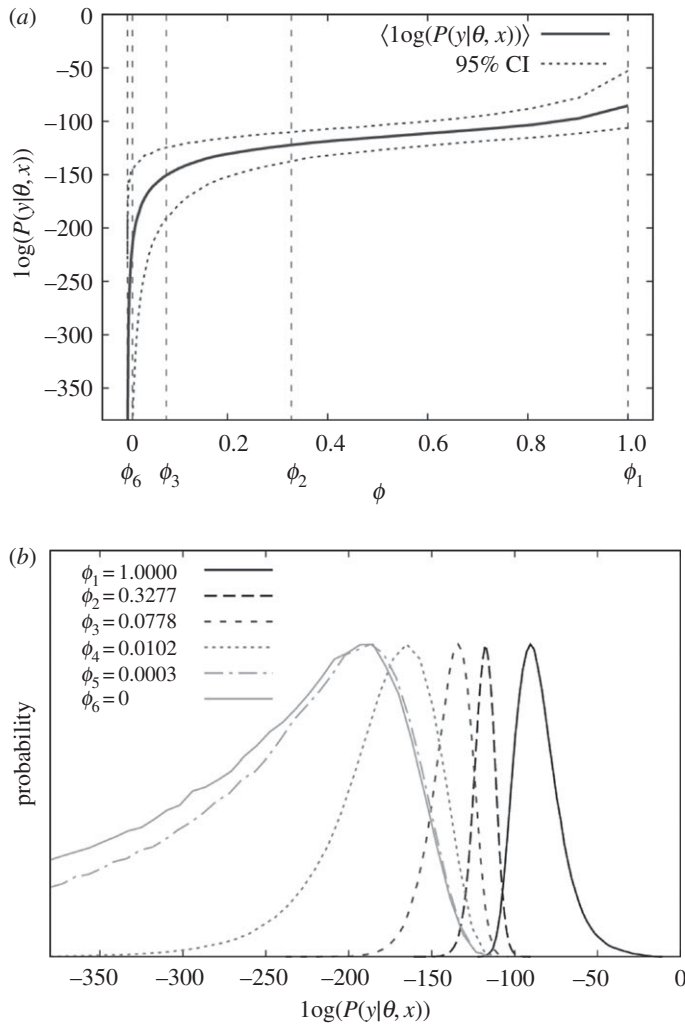 (a)
0
−50
−100
−150
−200
−250
−300
−350
log(P(y|θ, x))
⟨log(P(y|θ, x))⟩
95% CI
0 0.2 0.4 0.6 0.8 1.0
ϕ6 ϕ3 ϕ2 ϕ1
ϕ
(b)
ϕ1 = 1.0000
ϕ2 = 0.3277
ϕ3 = 0.0778
ϕ4 = 0.0102
ϕ5 = 0.0003
ϕ6 = 0
probability
−350 −300 −250 −200 −150 −100 −50 0
log(P(y|θ, x))